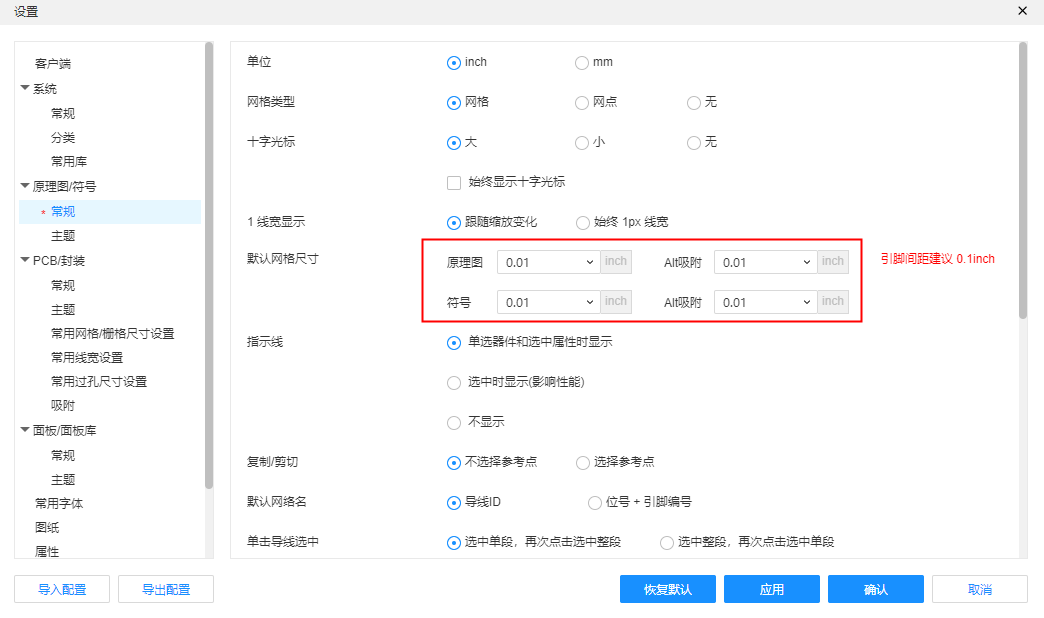 设置
客户端
系统
常规
分类
常用库
原理图/符号
* 常规
主题
PCB/封装
常规
主题
常用网格/栅格尺寸设置
常用线宽设置
常用过孔尺寸设置
吸附
面板/面板库
常规
主题
常用字体
图纸
属性
单位 inch mm
网格类型 网格 网点 无
十字光标 大 小 无
始终显示十字光标
1 线宽显示 跟随缩放变化 始终 1px 线宽
默认网格尺寸 原理图 0.01 inch Alt吸附 0.01 inch 引脚间距建议 0.1inch
符号 0.01 inch Alt吸附 0.01 inch
指示线 单选器件和选中属性时显示
选中时显示(影响性能)
不显示
复制/剪切 不选择参考点 选择参考点
默认网络名 导线ID 位号 + 引脚编号
单击导线选中 选中单段，再次点击选中整段 选中整段，再次点击选中单段
导入配置 导出配置 恢复默认 应用 确认 取消